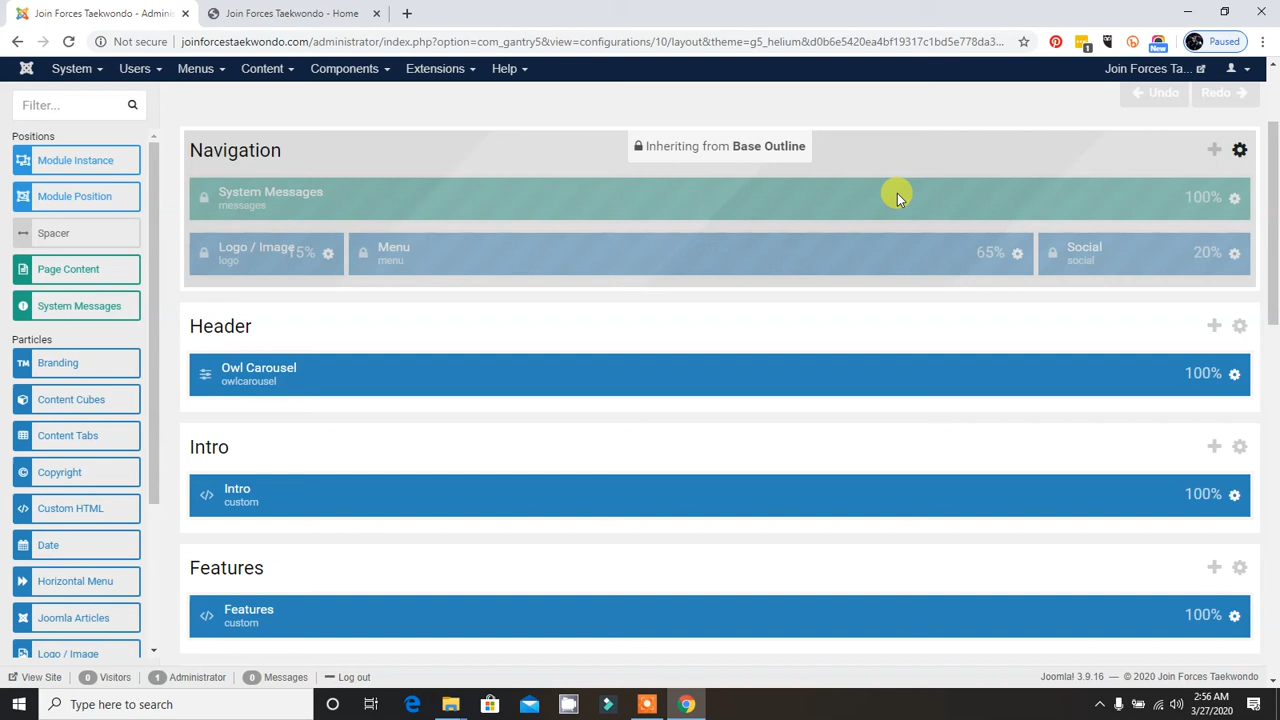 Join Forces Taekwondo - Adminis
Join Forces Taekwondo - Home
Not secure
joinforcestaekwondo.com/administrator/index.php?option=com_gantry5&view=configurations/10/layout&theme=g5_helium&d0b6e5420ea4bf19317c1bd5e778da3...
1
New
Paused
System
Users
Menus
Content
Components
Extensions
Help
Join Forces Ta...
Filter...
Undo
Redo
Positions
Module Instance
Module Position
Spacer
Page Content
System Messages
Particles
TM Branding
Content Cubes
Content Tabs
Copyright
Custom HTML
Date
Horizontal Menu
Joomla Articles
Logo / Image
Navigation
Inheriting from Base Outline
System Messages
messages
100%
Logo / Image
logo
15%
Menu
menu
65%
Social
social
20%
Header
Owl Carousel
owlcarousel
100%
Intro
Intro
custom
100%
Features
Features
custom
100%
View Site
0 Visitors
1 Administrator
0 Messages
Log out
Joomla! 3.9.16 — © 2020 Join Forces Taekwondo
Type here to search
2:56 AM
3/27/2020